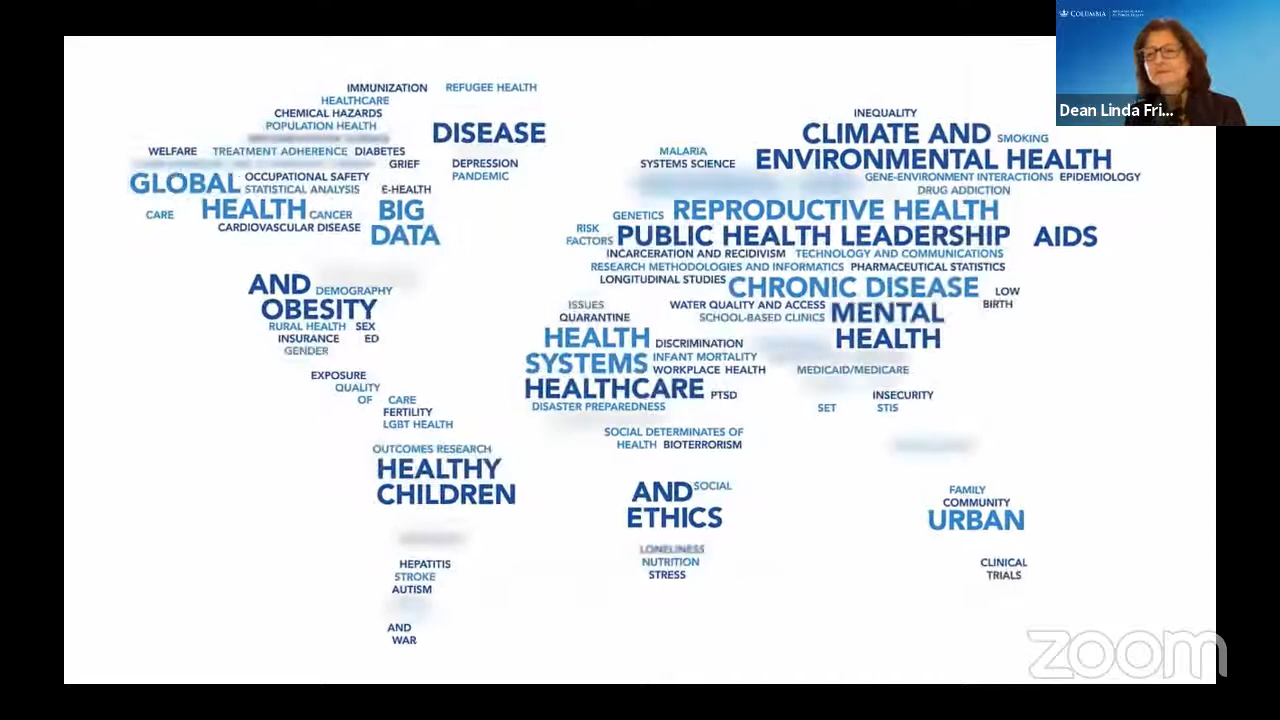 COLUMBIA
Dean Linda Fri...
IMMUNIZATION REFUGEE HEALTH
HEALTHCARE
CHEMICAL HAZARDS
POPULATION HEALTH
INEQUALITY
DISEASE
CLIMATE AND SMOKING
WELFARE TREATMENT ADHERENCE DIABETES
MALARIA
GRIEF DEPRESSION
SYSTEMS SCIENCE ENVIRONMENTAL HEALTH
OCCUPATIONAL SAFETY PANDEMIC
GENE-ENVIRONMENT INTERACTIONS EPIDEMIOLOGY
GLOBAL STATISTICAL ANALYSIS E-HEALTH
DRUG ADDICTION
CARE HEALTH CANCER BIG
GENETICS REPRODUCTIVE HEALTH
CARDIOVASCULAR DISEASE DATA
RISK
FACTORS PUBLIC HEALTH LEADERSHIP AIDS
INCARCERATION AND RECIDIVISM TECHNOLOGY AND COMMUNICATIONS
RESEARCH METHODOLOGIES AND INFORMATICS PHARMACEUTICAL STATISTICS
LONGITUDINAL STUDIES CHRONIC DISEASE LOW
BIRTH
AND DEMOGRAPHY
OBESITY
ISSUES WATER QUALITY AND ACCESS MENTAL
QUARANTINE SCHOOL-BASED CLINICS
RURAL HEALTH SEX
INSURANCE ED
GENDER
HEALTH DISCRIMINATION HEALTH
SYSTEMS INFANT MORTALITY
WORKPLACE HEALTH MEDICAID/MEDICARE
EXPOSURE
QUALITY
OF CARE
HEALTHCARE PTSD INSECURITY
DISASTER PREPAREDNESS SET STIS
FERTILITY
LGBT HEALTH
SOCIAL DETERMINATES OF
HEALTH BIOTERRORISM
OUTCOMES RESEARCH
HEALTHY
CHILDREN
AND SOCIAL
ETHICS
FAMILY
COMMUNITY
URBAN
LONELINESS
NUTRITION
STRESS
HEPATITIS
STROKE
AUTISM
CLINICAL
TRIALS
AND
WAR
zoom